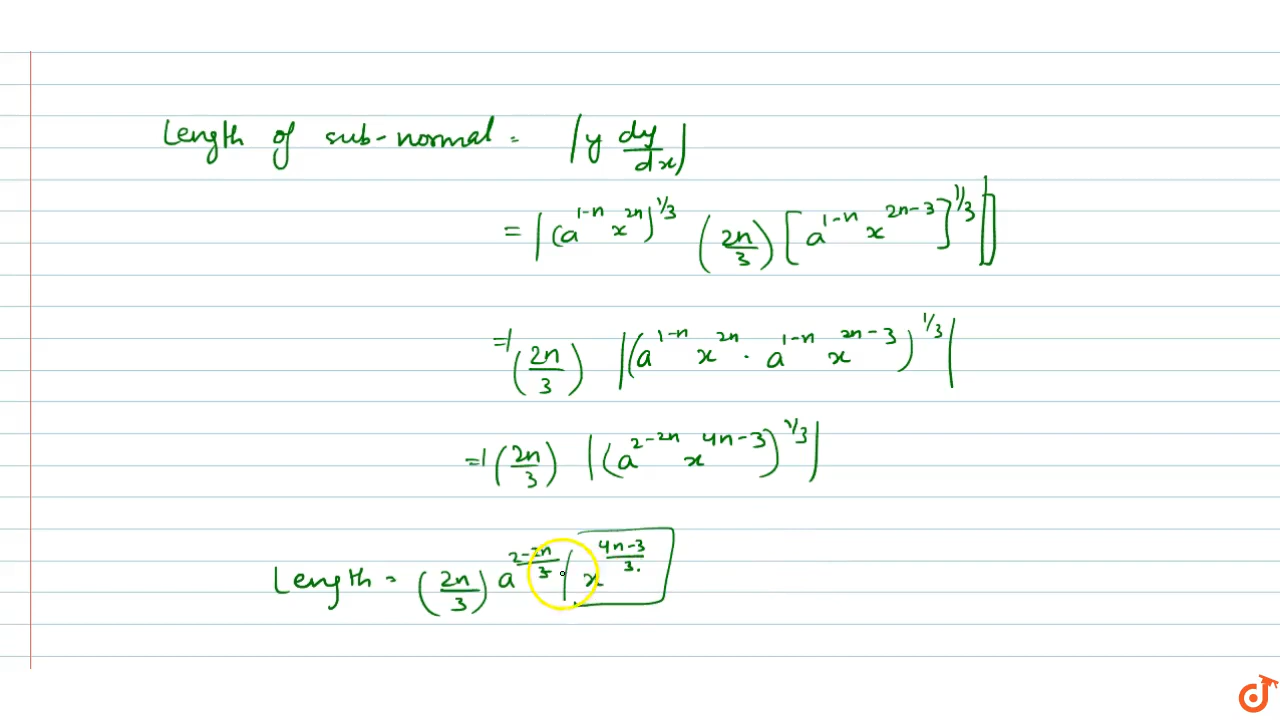 Length of sub-normal = |y dy/dx|
= |(a^{1-n} x^{2n})^{1/3} (2n/3) [a^{1-n} x^{2n-3}]^{1/3}|
= |(2n/3) |(a^{1-n} x^{2n} · a^{1-n} x^{2n-3})^{1/3}|
= |(2n/3) |(a^{2-2n} x^{4n-3})^{1/3}|
Length = (2n/3) a^{2-2n/3} | x^{4n-3/3}